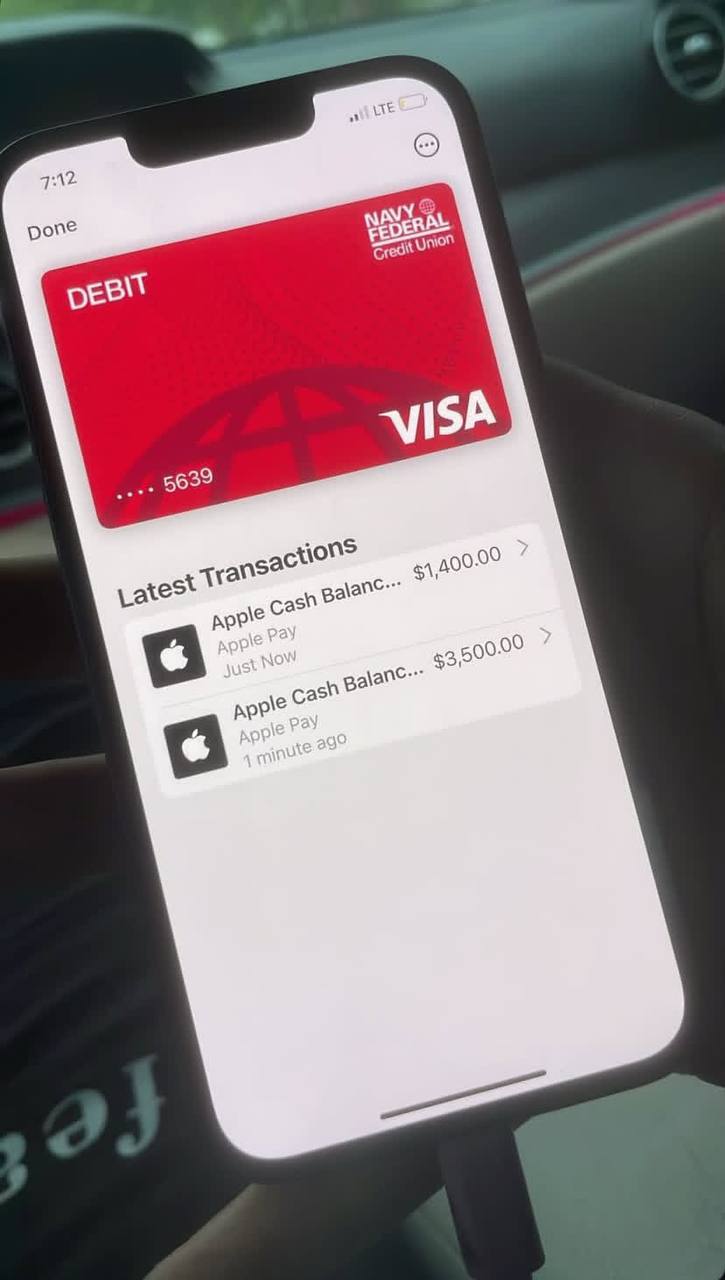 7:12
LTE
Done
NAVY
FEDERAL
Credit Union
DEBIT
VISA
•••• 5639
Latest Transactions
Apple Cash Balanc... $1,400.00
Apple Pay
Just Now
Apple Cash Balanc... $3,500.00
Apple Pay
1 minute ago
fea